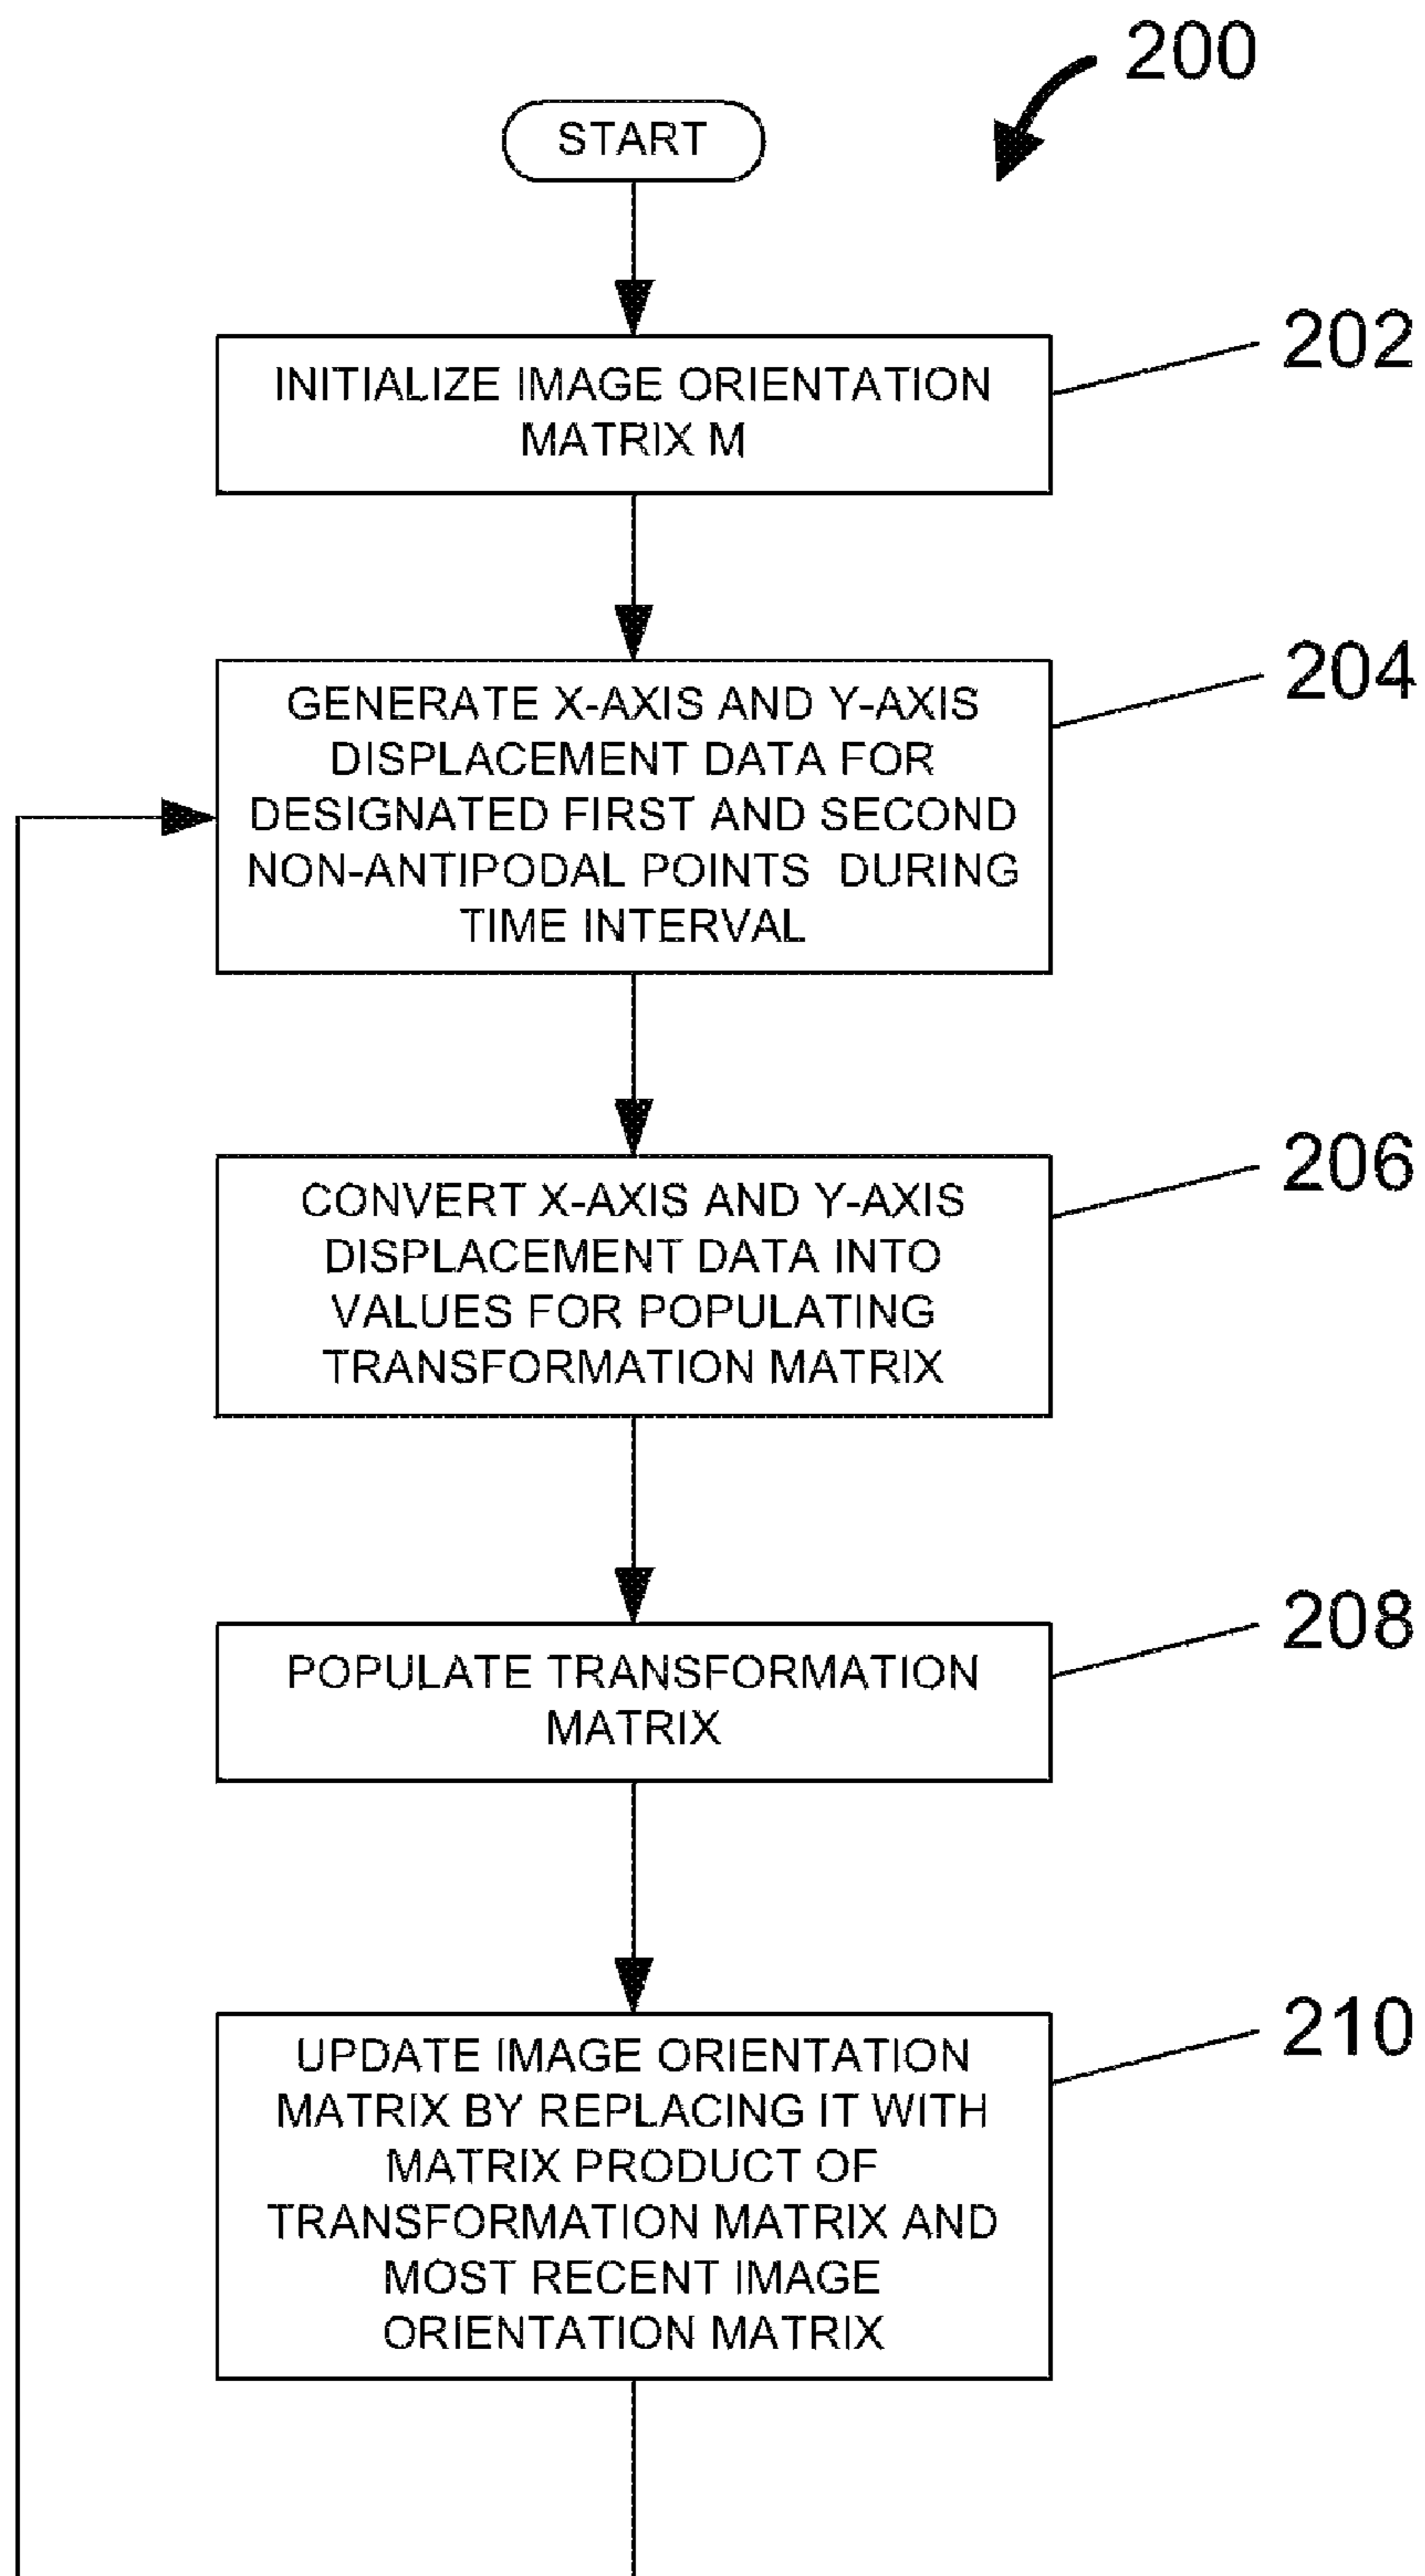 200
START
INITIALIZE IMAGE ORIENTATION
MATRIX M
202
GENERATE X-AXIS AND Y-AXIS
DISPLACEMENT DATA FOR
DESIGNATED FIRST AND SECOND
NON-ANTIPODAL POINTS DURING
TIME INTERVAL
204
CONVERT X-AXIS AND Y-AXIS
DISPLACEMENT DATA INTO
VALUES FOR POPULATING
TRANSFORMATION MATRIX
206
POPULATE TRANSFORMATION
MATRIX
208
UPDATE IMAGE ORIENTATION
MATRIX BY REPLACING IT WITH
MATRIX PRODUCT OF
TRANSFORMATION MATRIX AND
MOST RECENT IMAGE
ORIENTATION MATRIX
210